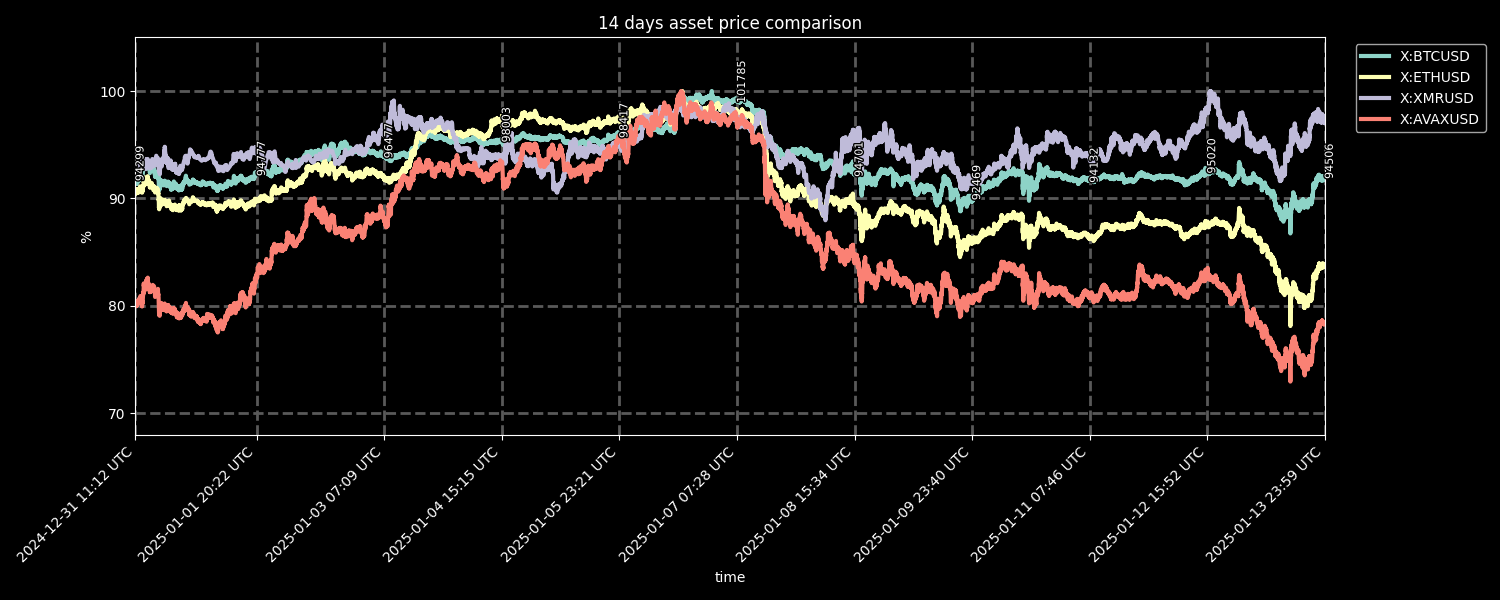 14 days asset price comparison
X:BTCUSD
X:ETHUSD
X:XMRUSD
X:AVAXUSD
100
90
80
70
%
94299
94777
96477
98003
98417
101785
94701
92469
94132
95020
94506
2024-12-31 11:12 UTC
2025-01-01 20:22 UTC
2025-01-03 07:09 UTC
2025-01-04 15:15 UTC
2025-01-05 23:21 UTC
2025-01-07 07:28 UTC
2025-01-08 15:34 UTC
2025-01-09 23:40 UTC
2025-01-11 07:46 UTC
2025-01-12 15:52 UTC
2025-01-13 23:59 UTC
time